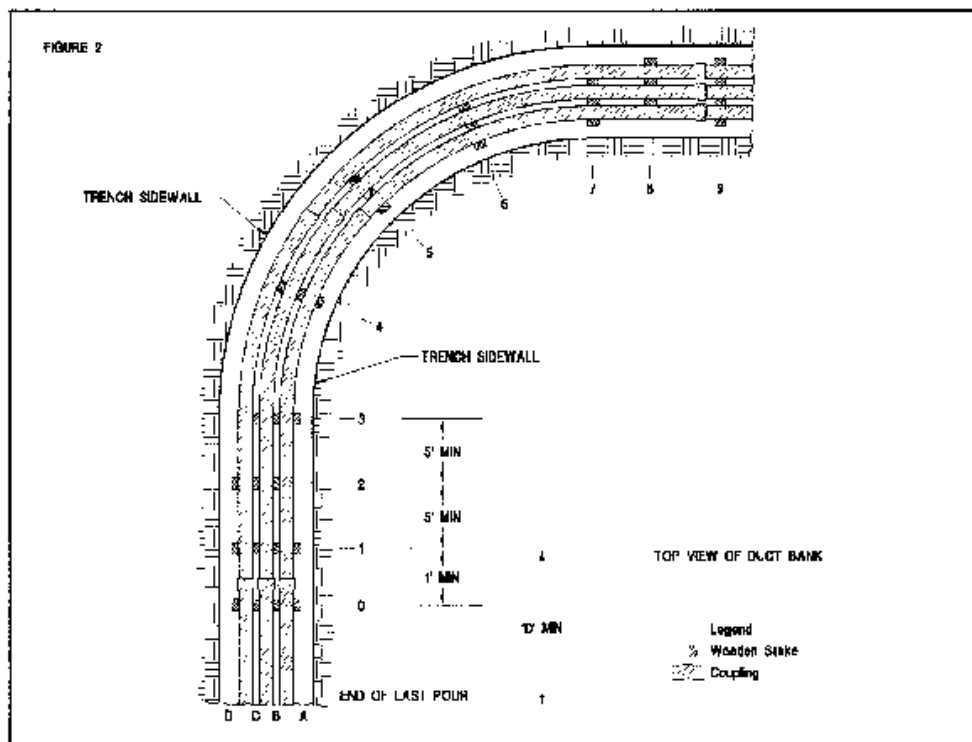 FIGURE 2
TRENCH SIDEWALL
7 8 9
6
5
4
TRENCH SIDEWALL
3
5' MIN
2
5' MIN
1
TOP VIEW OF DUCT BANK
1' MIN
0
10' MIN
Legend
Wooden Stake
Coupling
END OF LAST POUR
D C B A